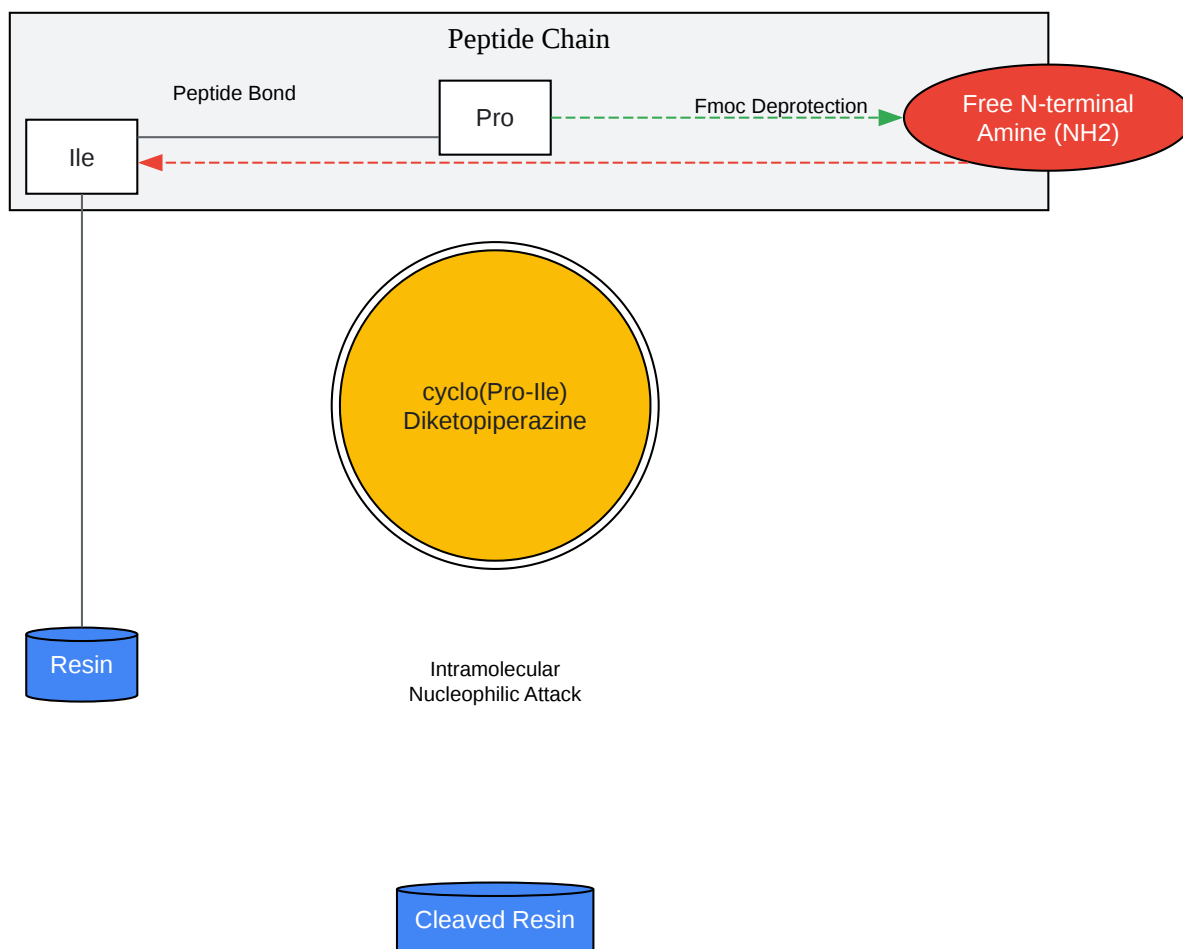 Peptide Chain
Peptide Bond
Pro
Fmoc Deprotection
Free N-terminal
Amine (NH2)
Ile
cyclo(Pro-Ile)
Diketopiperazine
Resin
Intramolecular
Nucleophilic Attack
Cleaved Resin